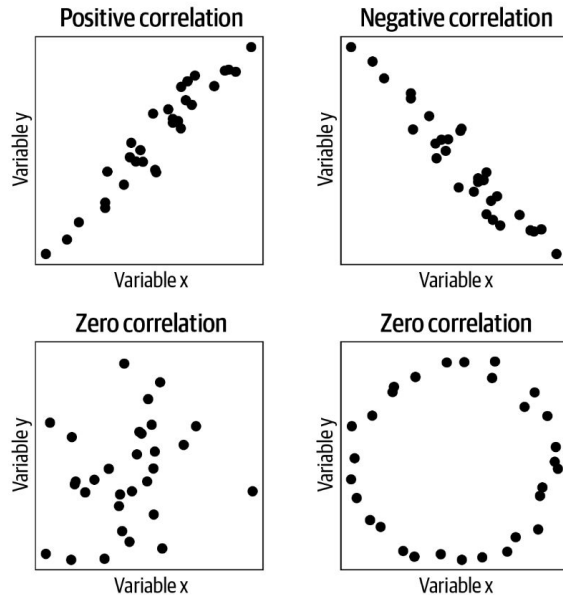 Positive correlation
Negative correlation
Variable y
Variable y
Variable x
Variable x
Zero correlation
Zero correlation
Variable y
Variable y
Variable x
Variable x